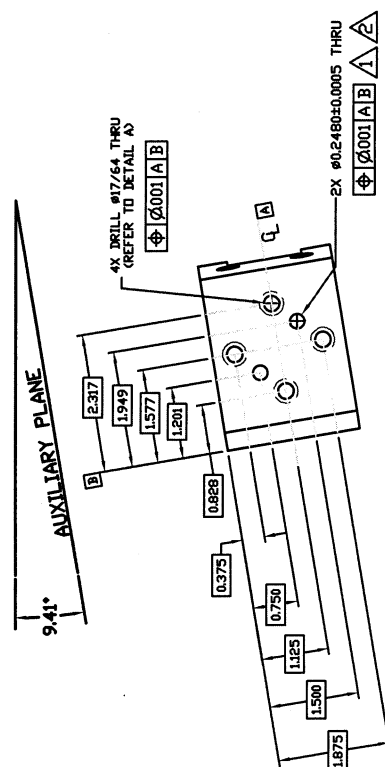 4X DRILL ø17/64 THRU
(REFER TO DETAIL A)
⌖ Ø.001 A B
2X ø0.2480±0.0005 THRU
⌖ Ø.001 A B
1 2
AUXILIARY PLANE
9.41°
℄ A
B
2.317
1.949
1.577
1.201
0.828
0.375
0.750
1.125
1.500
1.875